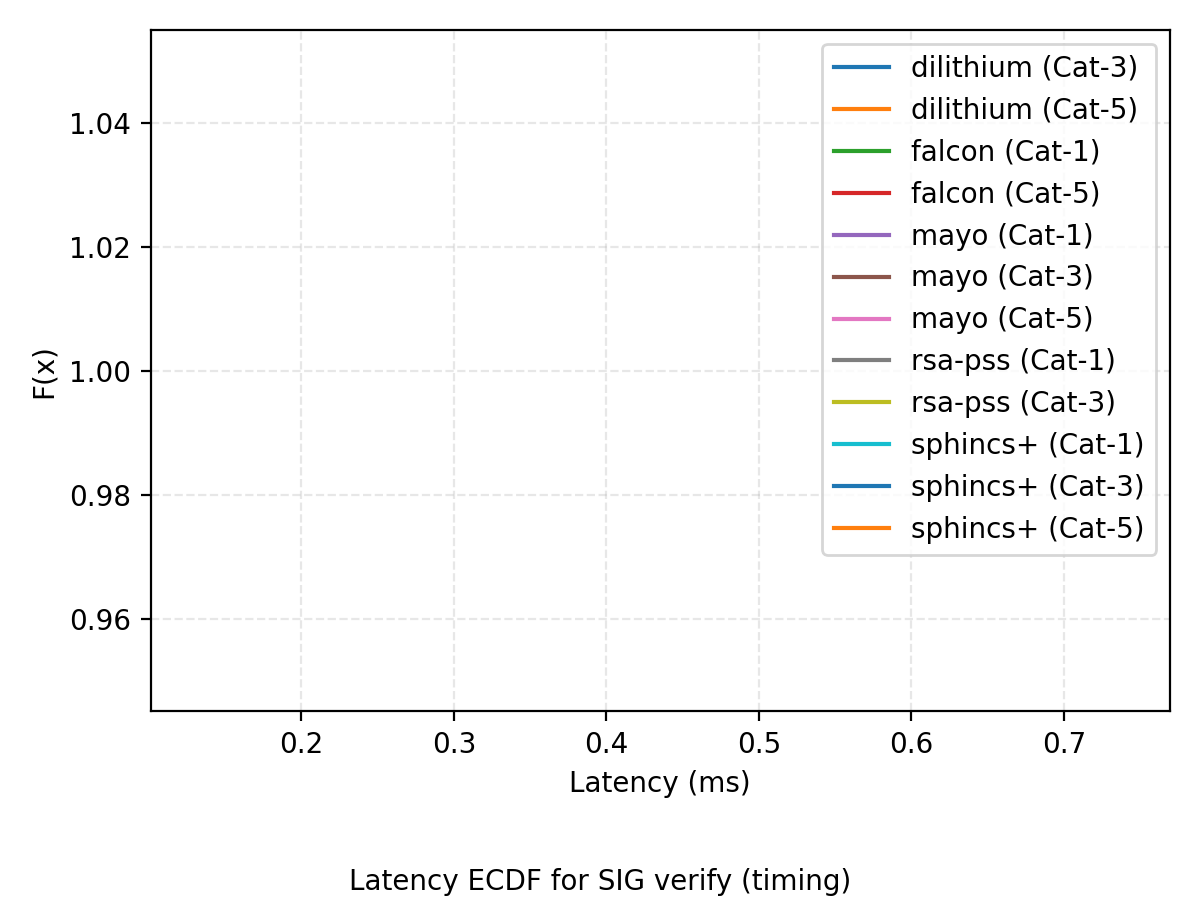 1.04
1.02
1.00
0.98
0.96
F(x)
dilithium (Cat-3)
dilithium (Cat-5)
falcon (Cat-1)
falcon (Cat-5)
mayo (Cat-1)
mayo (Cat-3)
mayo (Cat-5)
rsa-pss (Cat-1)
rsa-pss (Cat-3)
sphincs+ (Cat-1)
sphincs+ (Cat-3)
sphincs+ (Cat-5)
0.2 0.3 0.4 0.5 0.6 0.7
Latency (ms)
Latency ECDF for SIG verify (timing)